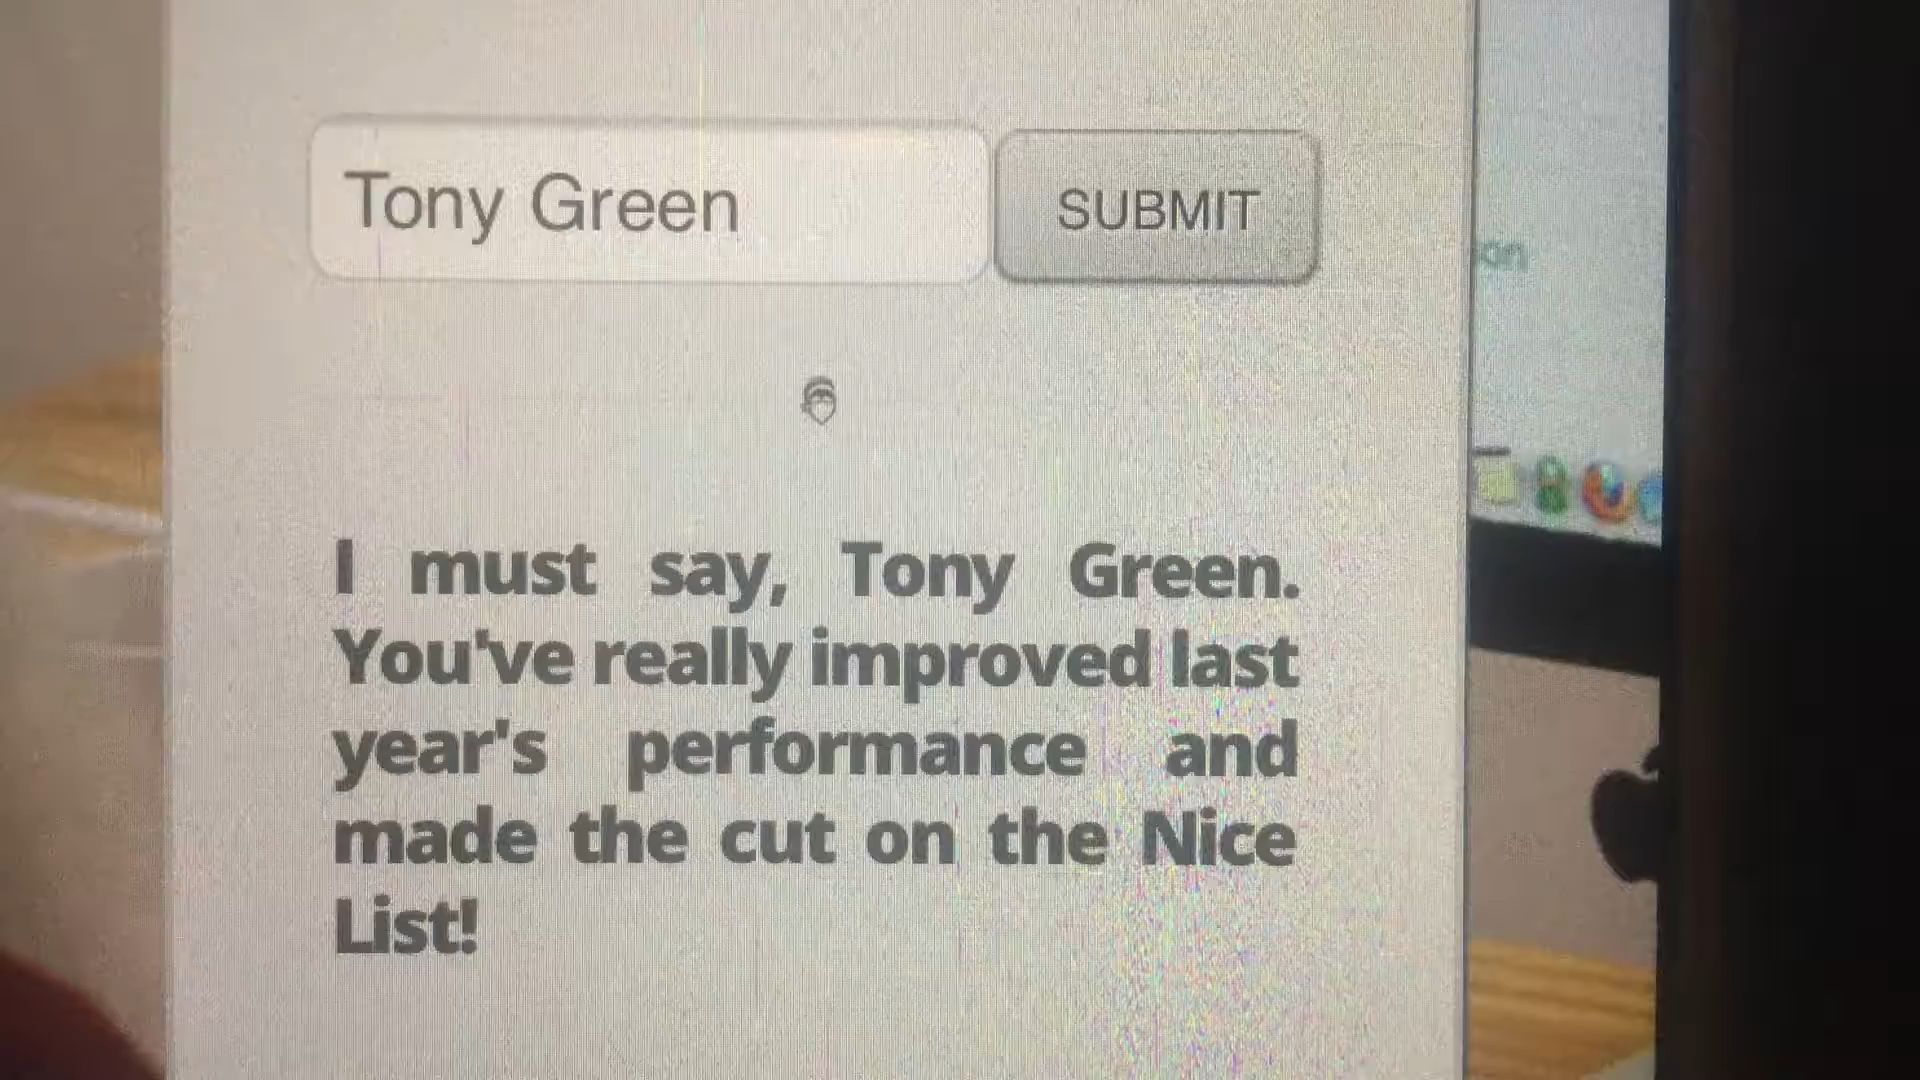 Tony Green
SUBMIT
on
I must say, Tony Green.
You've really improved last
year's performance and
made the cut on the Nice
List!